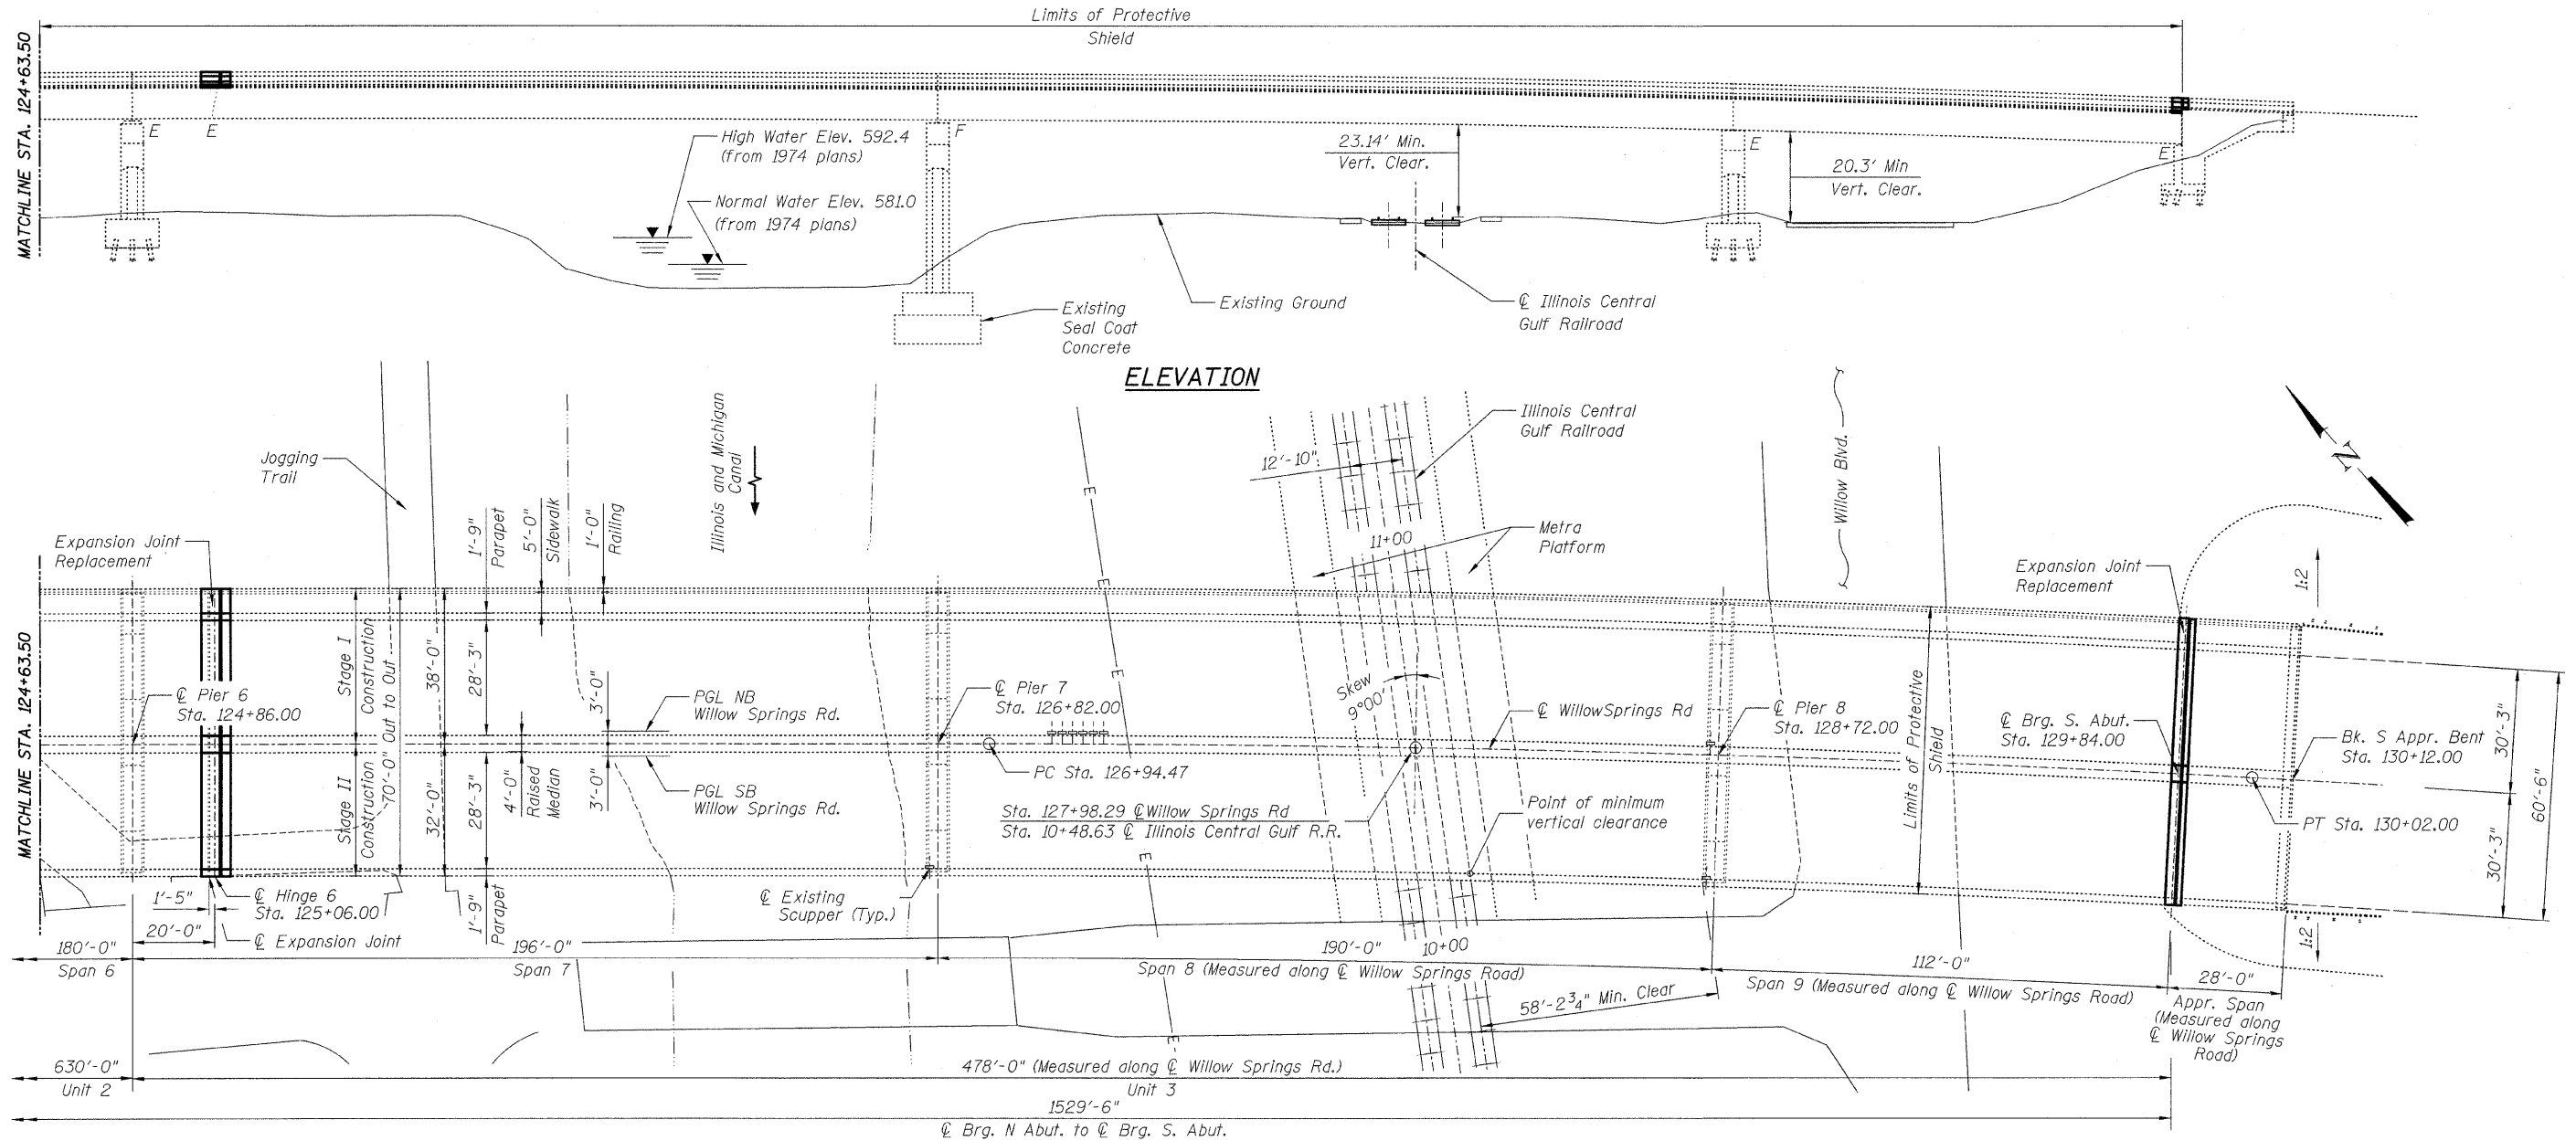 Limits of Protective
Shield
MATCHLINE STA. 124+63.50
E
E
F
E
E
High Water Elev. 592.4
(from 1974 plans)
Normal Water Elev. 581.0
(from 1974 plans)
23.14' Min.
Vert. Clear.
20.3' Min
Vert. Clear.
Existing
Seal Coat
Concrete
Existing Ground
℄ Illinois Central
Gulf Railroad
ELEVATION
Jogging
Trail
Illinois and Michigan
Canal
Illinois Central
Gulf Railroad
12'-10"
Willow Blvd.
N
E
E
E
E
E
11+00
Metra
Platform
Expansion Joint
Replacement
1'-9"
Parapet
5'-0"
Sidewalk
1'-0"
Railing
Expansion Joint
Replacement
1:2
MATCHLINE STA. 124+63.50
℄ Pier 6
Sta. 124+86.00
Stage I
Construction
Stage II
Construction
70'-0" Out to Out
38'-0"
32'-0"
28'-3"
28'-3"
4'-0"
Raised
Median
3'-0"
3'-0"
PGL NB
Willow Springs Rd.
PGL SB
Willow Springs Rd.
℄ Pier 7
Sta. 126+82.00
PC Sta. 126+94.47
Skew
9°00'
℄ WillowSprings Rd
℄ Pier 8
Sta. 128+72.00
Limits of Protective
Shield
℄ Brg. S. Abut.
Sta. 129+84.00
Bk. S Appr. Bent
Sta. 130+12.00
30'-3"
30'-3"
60'-6"
PT Sta. 130+02.00
Sta. 127+98.29 ℄ Willow Springs Rd
Sta. 10+48.63 ℄ Illinois Central Gulf R.R.
Point of minimum
vertical clearance
1'-5"
℄ Hinge 6
Sta. 125+06.00
1'-9"
Parapet
℄ Existing
Scupper (Typ.)
20'-0"
℄ Expansion Joint
1:2
180'-0"
Span 6
196'-0"
Span 7
190'-0"
10+00
Span 8 (Measured along ℄ Willow Springs Road)
112'-0"
Span 9 (Measured along ℄ Willow Springs Road)
28'-0"
Appr. Span
(Measured along
℄ Willow Springs
Road)
58'-2 3/4" Min. Clear
630'-0"
Unit 2
478'-0" (Measured along ℄ Willow Springs Rd.)
Unit 3
1529'-6"
℄ Brg. N Abut. to ℄ Brg. S. Abut.